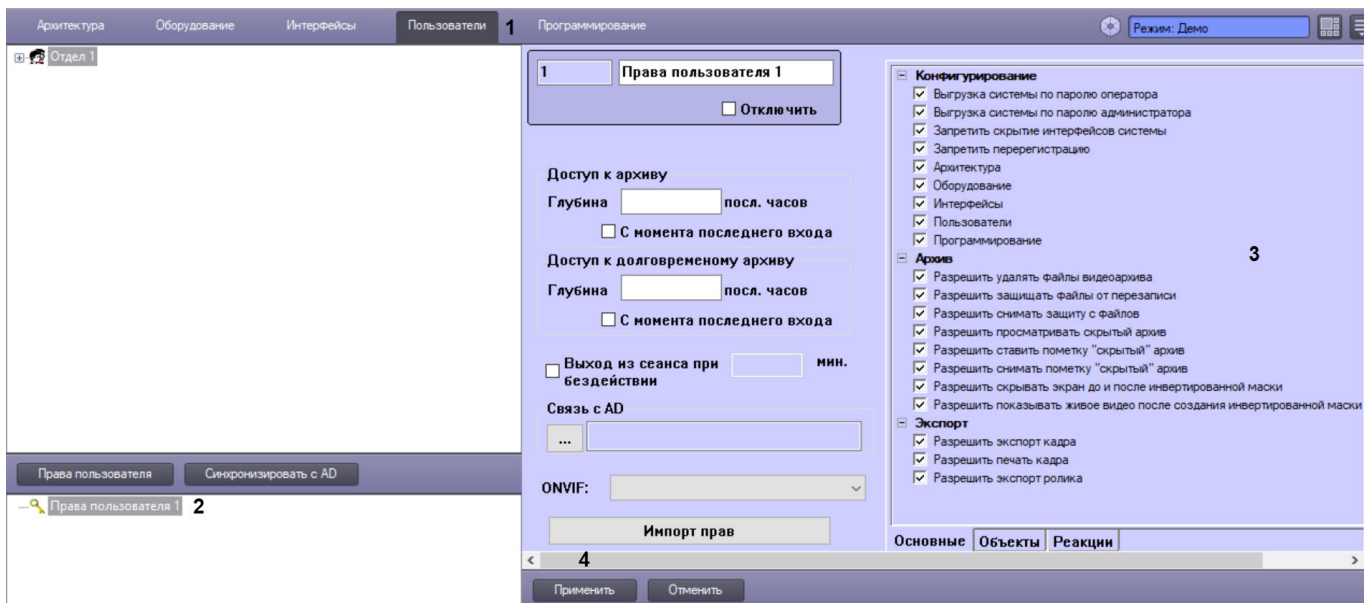 Архитектура Оборудование Интерфейсы Пользователи 1 Программирование Режим: Демо
Отдел 1
Права пользователя Синхронизировать с AD
Права пользователя 1 2
1 Права пользователя 1
Отключить
Доступ к архиву
Глубина посл. часов
С момента последнего входа
Доступ к долговременому архиву
Глубина посл. часов
С момента последнего входа
Выход из сеанса при мин.
бездействии
Связь с AD
...
ONVIF:
Импорт прав
4
Применить Отменить
Конфигурирование
Выгрузка системы по паролю оператора
Выгрузка системы по паролю администратора
Запретить скрытие интерфейсов системы
Запретить перерегистрацию
Архитектура
Оборудование
Интерфейсы
Пользователи
Программирование
3
Архив
Разрешить удалять файлы видеоархива
Разрешить защищать файлы от перезаписи
Разрешить снимать защиту с файлов
Разрешить просматривать скрытый архив
Разрешить ставить пометку "скрытый" архив
Разрешить снимать пометку "скрытый" архив
Разрешить скрывать экран до и после инвертированной маски
Разрешить показывать живое видео после создания инвертированной маски
Экспорт
Разрешить экспорт кадра
Разрешить печать кадра
Разрешить экспорт ролика
Основные Объекты Реакции